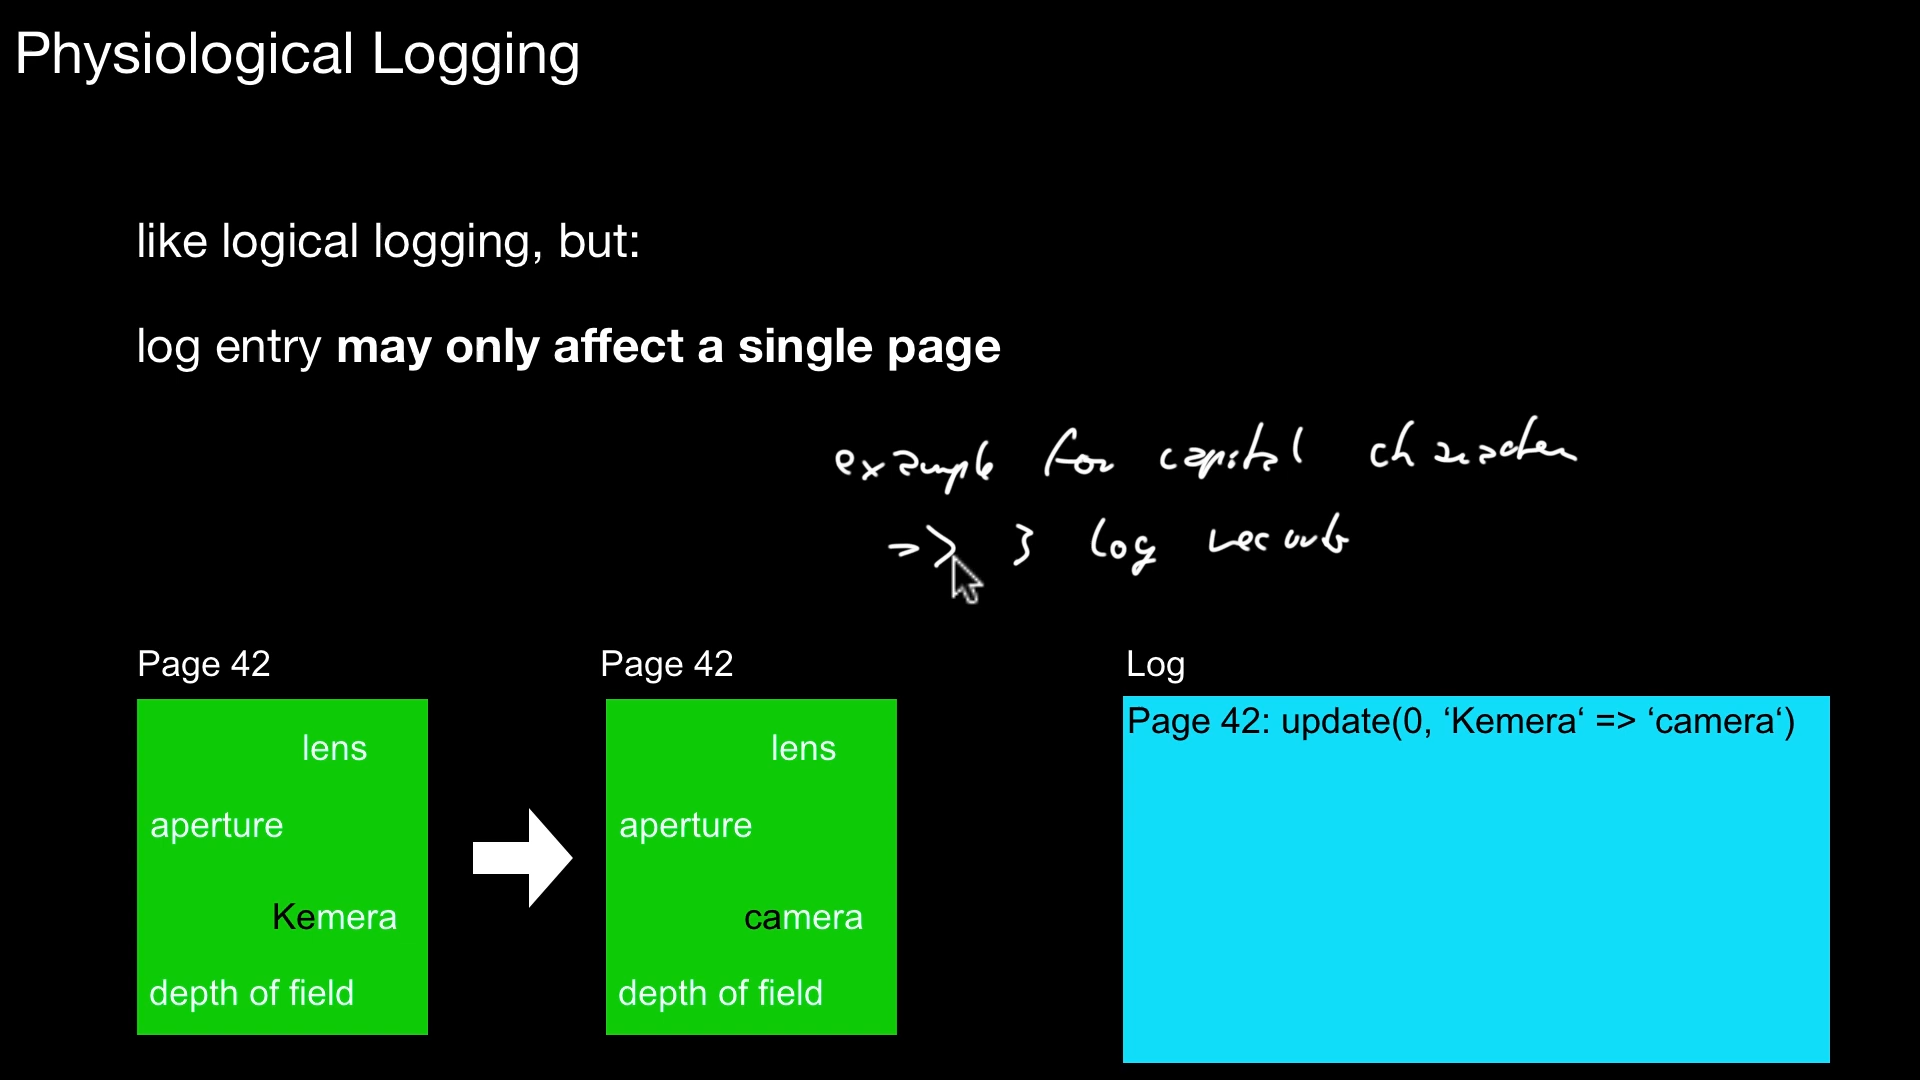 Physiological Logging
like logical logging, but:
log entry may only affect a single page
example for capital character
=> 3 log records
Page 42
lens
aperture
Kemera
depth of field
Page 42
lens
aperture
camera
depth of field
Log
Page 42: update(0, ‘Kemera‘ => ‘camera‘)